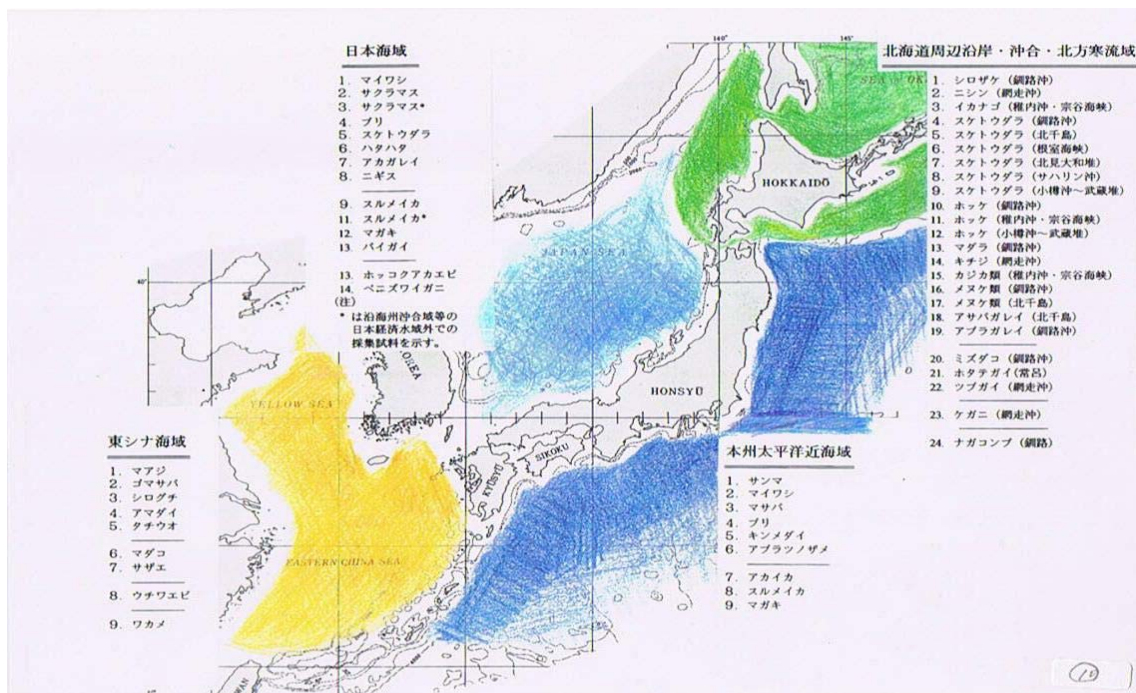 日本海域
1. マイワシ
2. サクラマス
3. サクラマス*
4. ブリ
5. スケトウダラ
6. ハタハタ
7. アカガレイ
8. ニギス
9. スルメイカ
11. スルメイカ*
12. マガキ
13. バイガイ
13. ホッコクアカエビ
14. ベニズワイガニ
(注)
* は沿海州沖合域等の
日本経済水域外での
採集試料を示す。
北海道周辺沿岸・沖合・北方寒流域
1. シロザケ (釧路沖)
2. ニシン (網走沖)
3. イカナゴ (稚内沖・宗谷海峡)
4. スケトウダラ (釧路沖)
5. スケトウダラ (北千島)
6. スケトウダラ (根室海峡)
7. スケトウダラ (北見大和堆)
8. スケトウダラ (サハリン沖)
9. スケトウダラ (小樽沖〜武蔵堆)
10. ホッケ (釧路沖)
11. ホッケ (稚内沖・宗谷海峡)
12. ホッケ (小樽沖〜武蔵堆)
13. マダラ (釧路沖)
14. キチジ (網走沖)
15. カジカ類 (稚内沖・宗谷海峡)
16. メヌケ類 (釧路沖)
17. メヌケ類 (北千島)
18. アサバガレイ (北千島)
19. アブラガレイ (釧路沖)
20. ミズダコ (釧路沖)
21. ホタテガイ (常呂)
22. ツブガイ (網走沖)
23. ケガニ (網走沖)
24. ナガコンブ (釧路)
東シナ海域
1. マアジ
2. ゴマサバ
3. シログチ
4. アマダイ
5. タチウオ
6. マダコ
7. サザエ
8. ウチワエビ
9. ワカメ
本州太平洋近海域
1. サンマ
2. マイワシ
3. マサバ
4. ブリ
5. キンメダイ
6. アブラツノザメ
7. アカイカ
8. スルメイカ
9. マガキ
140°
145°
SEA OF OK
HOKKAIDŌ
JAPAN SEA
40°
KOREA
HONSYŪ
YELLOW SEA
SIKOKU
KYŪSYŪ
EASTERN CHINA SEA
10